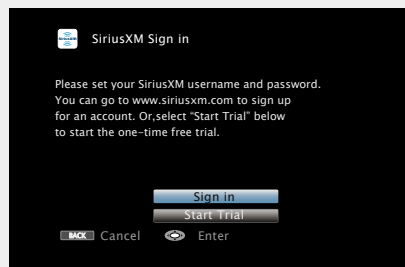 SiriusXM
SiriusXM Sign in
Please set your SiriusXM username and password.
You can go to www.siriusxm.com to sign up
for an account. Or,select “Start Trial” below
to start the one-time free trial.
Sign in
Start Trial
BACK Cancel Enter